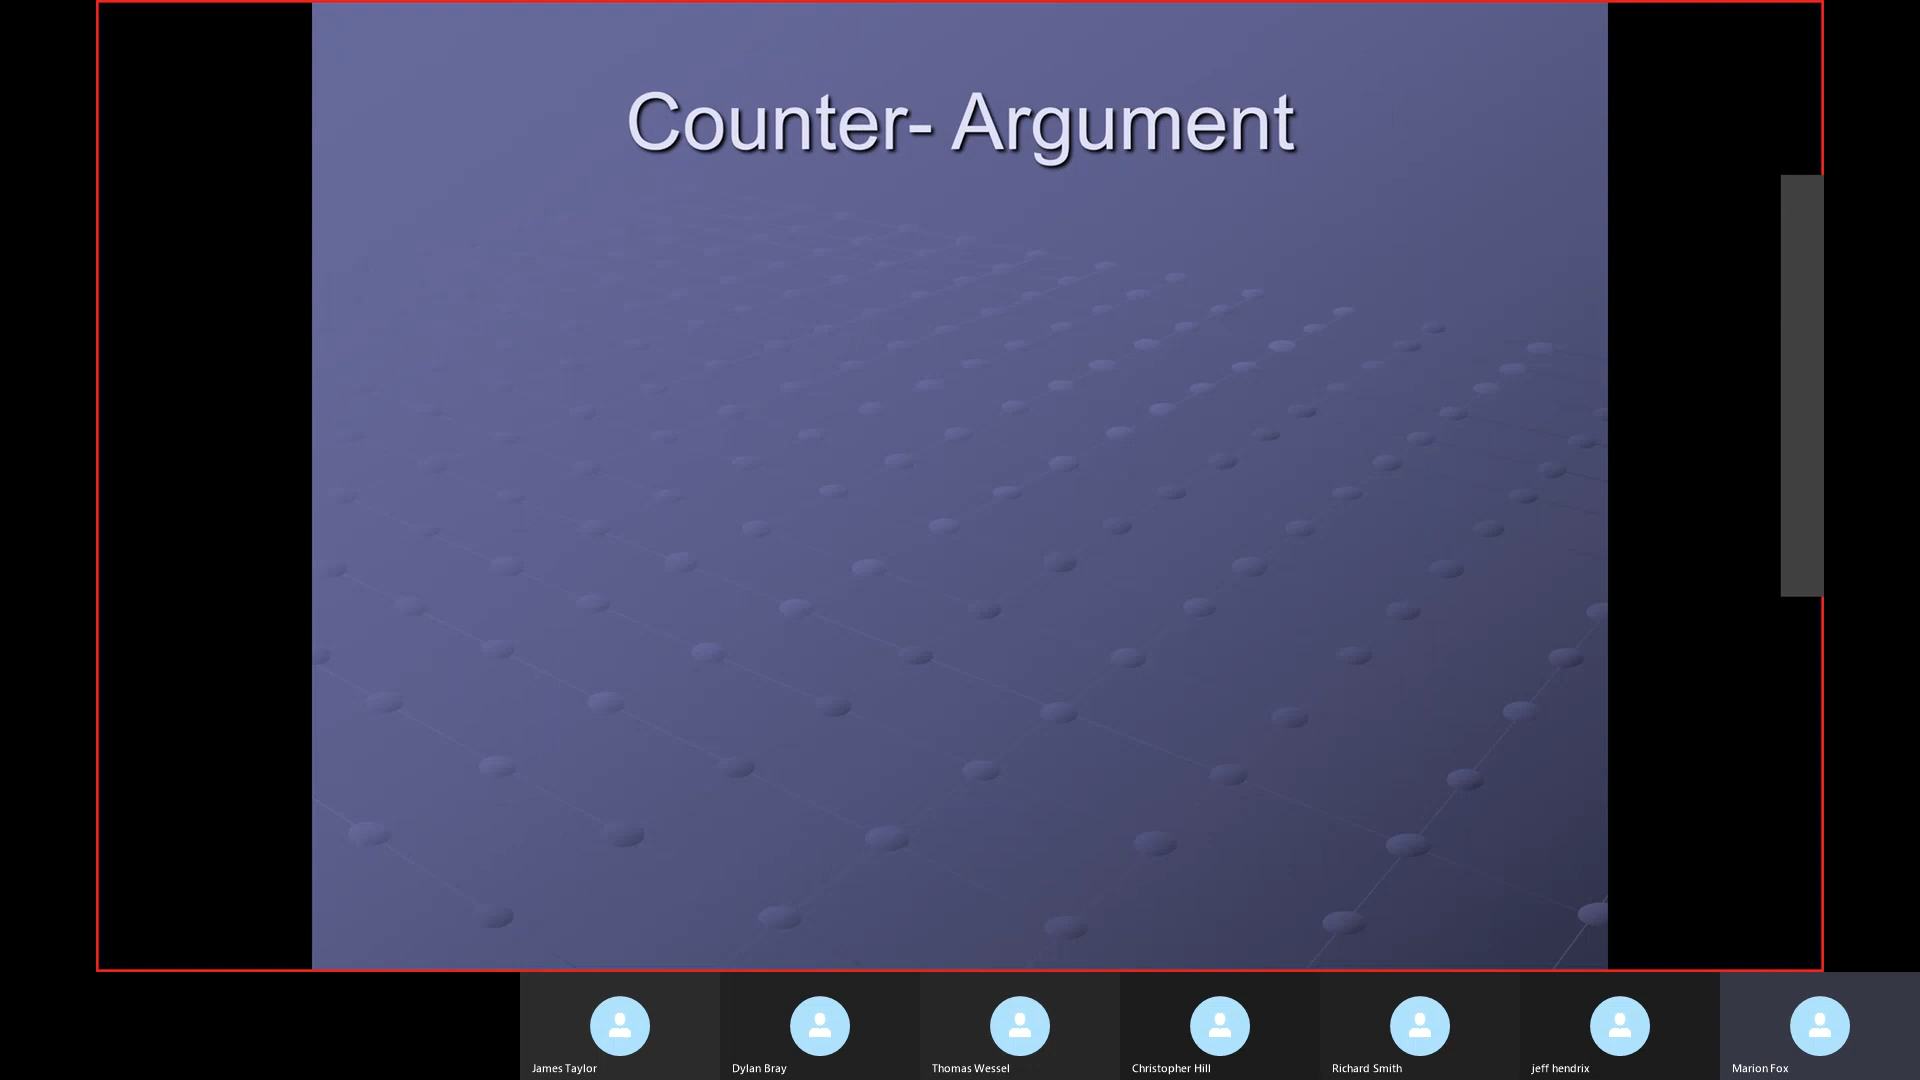 Counter- Argument
James Taylor
Dylan Bray
Thomas Wessel
Christopher Hill
Richard Smith
jeff hendrix
Marion Fox